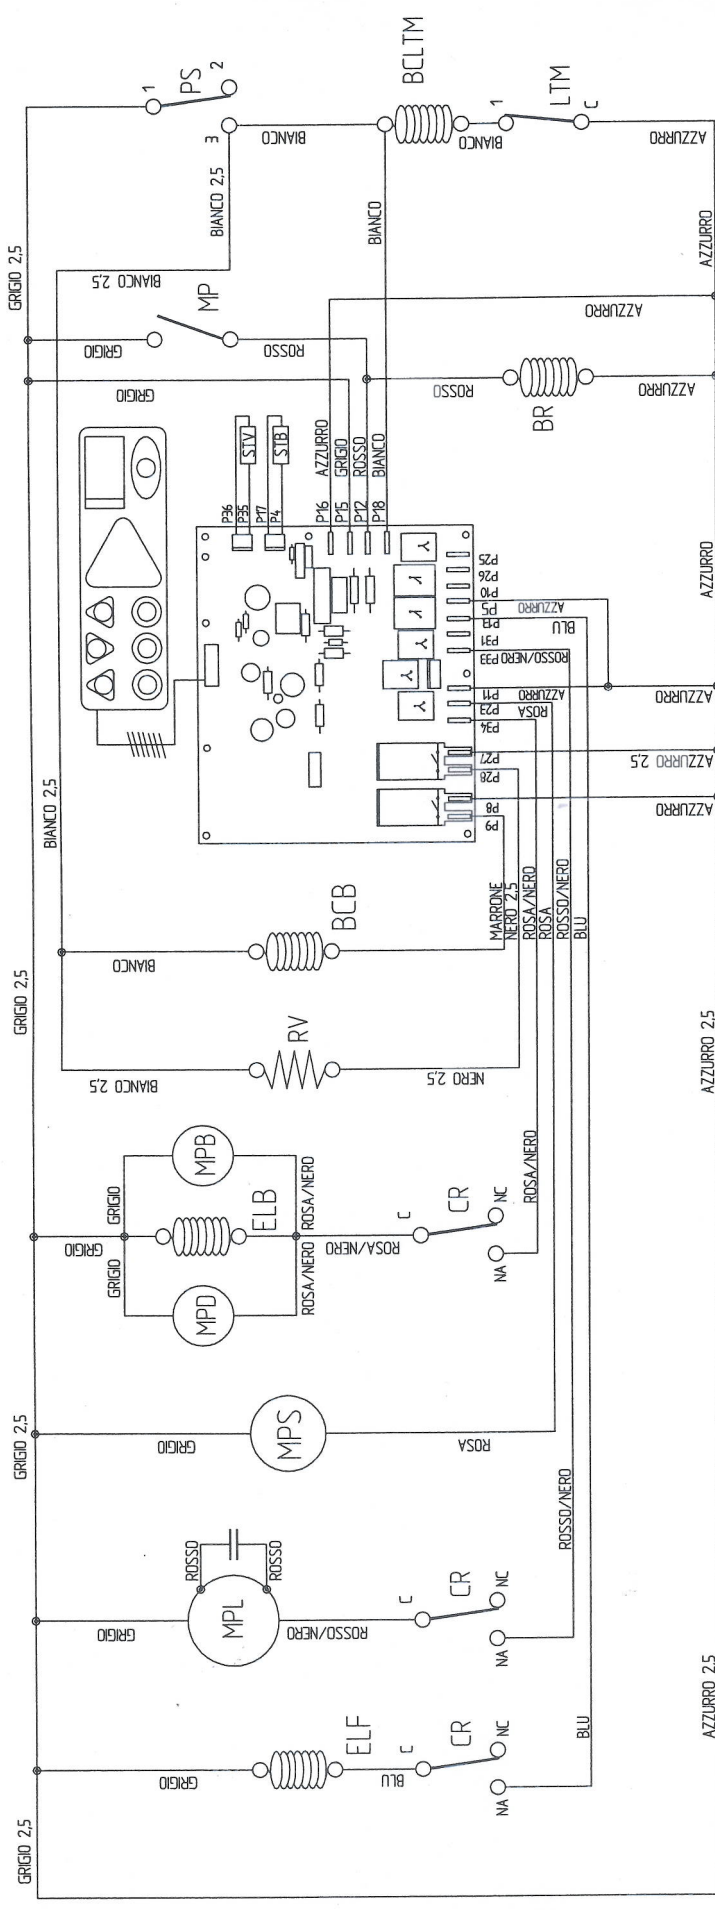 GRIGIO 2,5
GRIGIO 2,5
GRIGIO 2,5
GRIGIO 2,5
1
PS
2
3
BIANCO
BCLTM
BIANCO
1
LTM
C
AZZURRO
BIANCO 2,5
BIANCO 2,5
BIANCO
AZZURRO
GRIGIO
MP
ROSSO
AZZURRO
ROSSO
BR
AZZURRO
GRIGIO
STV
STB
P36
P35
P17
P4
AZZURRO
GRIGIO
ROSSO
BIANCO
P16
P15
P12
P18
P25
P26
P10
P5
P13
P31
P33
P11
P23
P34
P27
P28
P8
P9
AZZURRO
BLU
ROSSO/NERO
AZZURRO
ROSA
AZZURRO
AZZURRO
AZZURRO 2,5
AZZURRO
BIANCO 2,5
BIANCO
BCB
MARRONE
NERO 2,5
ROSA/NERO
ROSA
ROSSO/NERO
BLU
BIANCO 2,5
RV
NERO 2,5
AZZURRO 2,5
GRIGIO
GRIGIO
GRIGIO
MPB
ELB
MPD
ROSA/NERO
ROSA/NERO
ROSA/NERO
C
CR
NC
NA
ROSA/NERO
GRIGIO
MPS
ROSA
GRIGIO
ROSSO
ROSSO
MPL
ROSSO/NERO
C
CR
NC
NA
ROSSO/NERO
GRIGIO
ELF
BLU
C
CR
NC
NA
BLU
AZZURRO 2,5